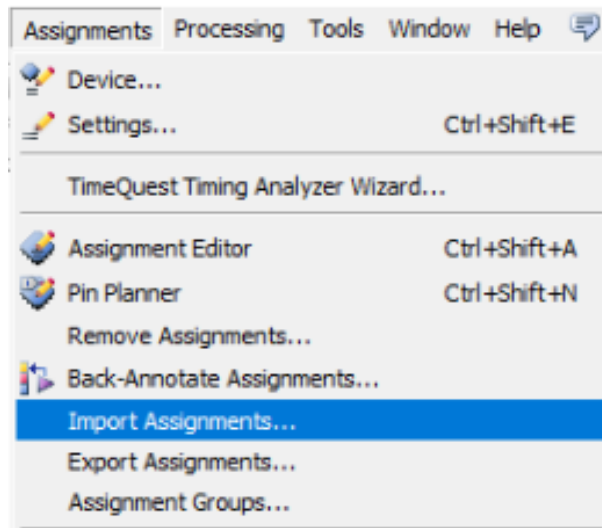 Assignments Processing Tools Window Help
Device...
Settings... Ctrl+Shift+E
TimeQuest Timing Analyzer Wizard...
Assignment Editor Ctrl+Shift+A
Pin Planner Ctrl+Shift+N
Remove Assignments...
Back-Annotate Assignments...
Import Assignments...
Export Assignments...
Assignment Groups...